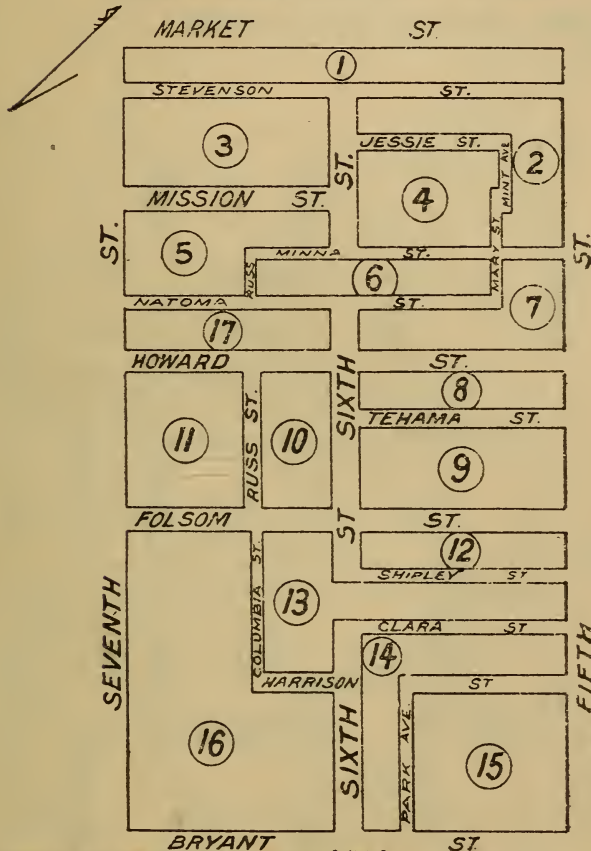 MARKET ST.
1
STEVENSON ST.
3
JESSIE ST.
MINT AVE
2
4
ST.
MISSION ST.
ST.
5
RUSS
MINNA ST.
MARY ST
ST.
6
7
NATOMA ST.
17
HOWARD ST.
SIXTH
8
11
RUSS ST.
10
TEHAMA ST.
9
FOLSOM ST.
ST
12
COLUMBIA ST.
13
SHIPLEY ST
SEVENTH
CLARA ST
14
FIFTH
HARRISON ST
SIXTH
PARK AVE.
16
15
BRYANT ST.